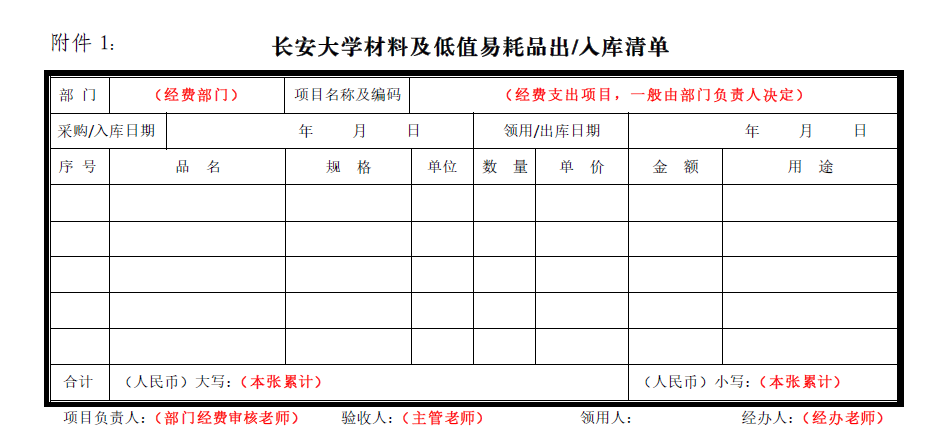 附件 1：
长安大学材料及低值易耗品出/入库清单
部 门 （经费部门） 项目名称及编码 （经费支出项目，一般由部门负责人决定）
采购/入库日期 年 月 日 领用/出库日期 年 月 日
序 号 品 名 规 格 单位 数 量 单 价 金 额 用 途
合计 （人民币）大写：（本张累计） （人民币）小写：（本张累计）
项目负责人：（部门经费审核老师） 验收人：（主管老师） 领用人： 经办人：（经办老师）